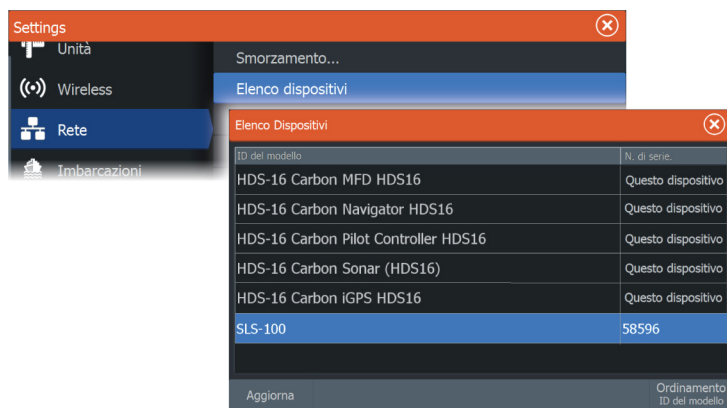 Settings
Unità
Smorzamento...
Wireless
Elenco dispositivi
Rete
Imbarcazioni
Elenco Dispositivi
ID del modello N. di serie.
HDS-16 Carbon MFD HDS16 Questo dispositivo
HDS-16 Carbon Navigator HDS16 Questo dispositivo
HDS-16 Carbon Pilot Controller HDS16 Questo dispositivo
HDS-16 Carbon Sonar (HDS16) Questo dispositivo
HDS-16 Carbon iGPS HDS16 Questo dispositivo
SLS-100 58596
Aggiorna Ordinamento
ID del modello